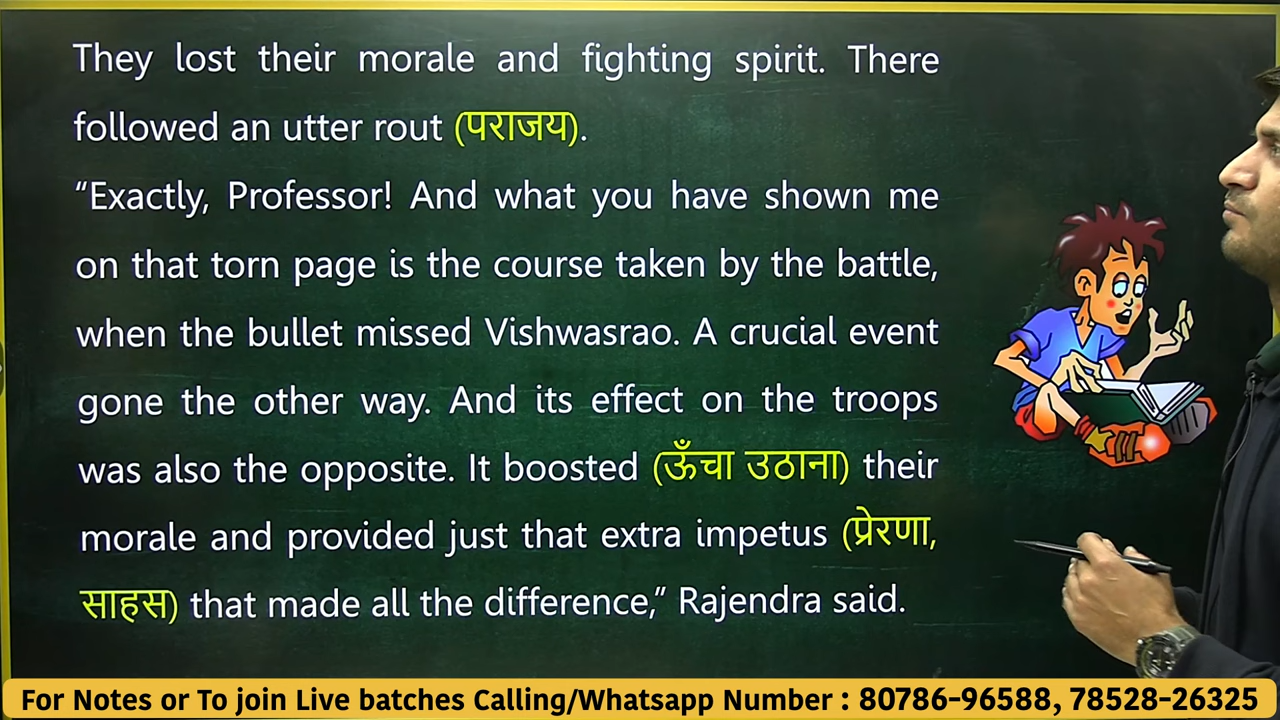 They lost their morale and fighting spirit. There
followed an utter rout (पराजय).
“Exactly, Professor! And what you have shown me
on that torn page is the course taken by the battle,
when the bullet missed Vishwasrao. A crucial event
gone the other way. And its effect on the troops
was also the opposite. It boosted (ऊँचा उठाना) their
morale and provided just that extra impetus (प्रेरणा,
साहस) that made all the difference,” Rajendra said.
For Notes or To join Live batches Calling/Whatsapp Number : 80786-96588, 78528-26325